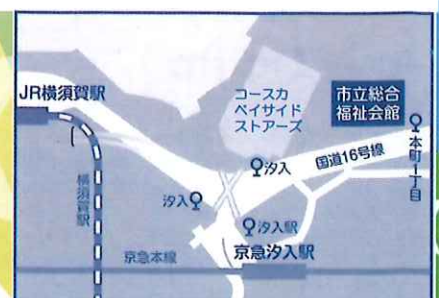 JR横須賀駅
コースカ
ベイサイド
ストアーズ
市立総合
福祉会館
本町1丁目
国道16号線
汐入
横須賀駅
汐入
汐入駅
京急本線
京急汐入駅